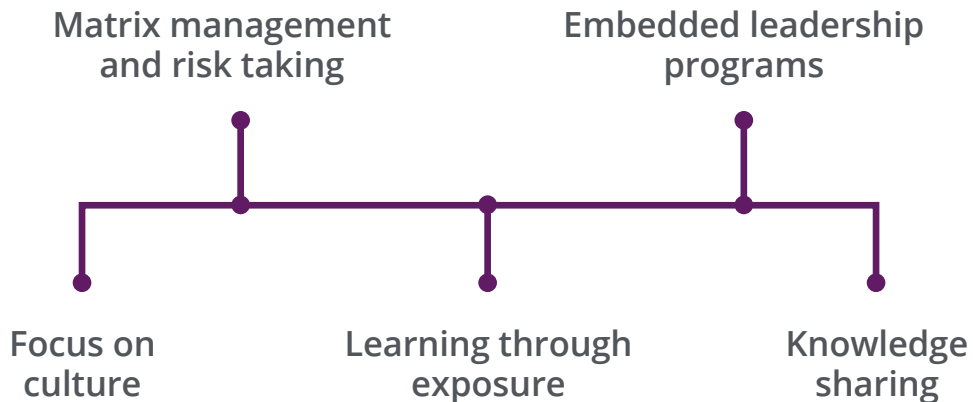 Matrix management
and risk taking
Embedded leadership
programs
Focus on
culture
Learning through
exposure
Knowledge
sharing